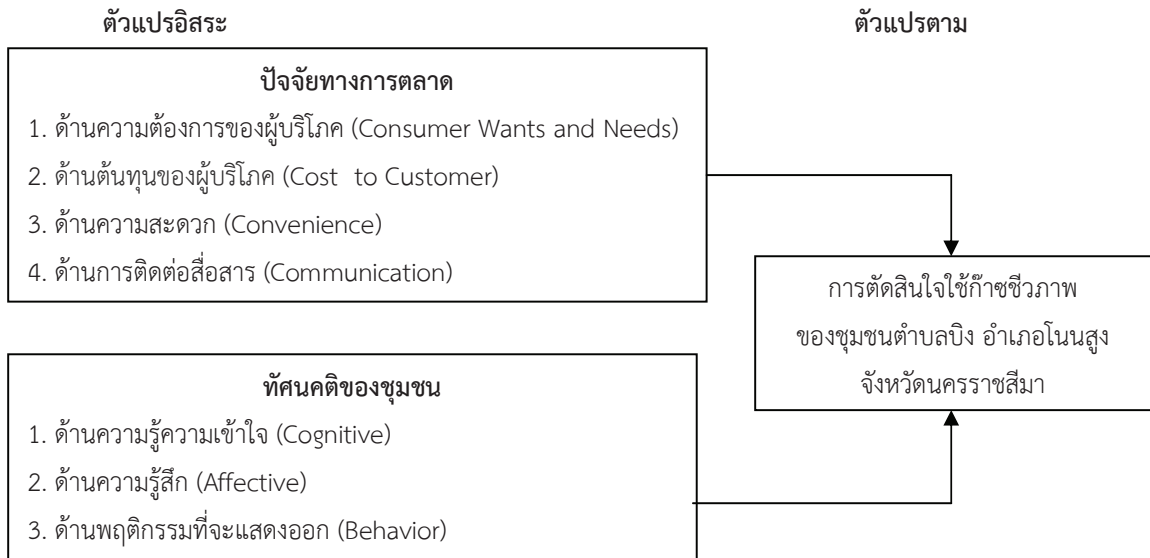 ตัวแปรอิสระ
ตัวแปรตาม
ปัจจัยทางการตลาด
1. ด้านความต้องการของผู้บริโภค (Consumer Wants and Needs)
2. ด้านต้นทุนของผู้บริโภค (Cost to Customer)
3. ด้านความสะดวก (Convenience)
4. ด้านการติดต่อสื่อสาร (Communication)
การตัดสินใจใช้ก๊าซชีวภาพ
ของชุมชนตำบลบิง อำเภอโนนสูง
จังหวัดนครราชสีมา
ทัศนคติของชุมชน
1. ด้านความรู้ความเข้าใจ (Cognitive)
2. ด้านความรู้สึก (Affective)
3. ด้านพฤติกรรมที่จะแสดงออก (Behavior)